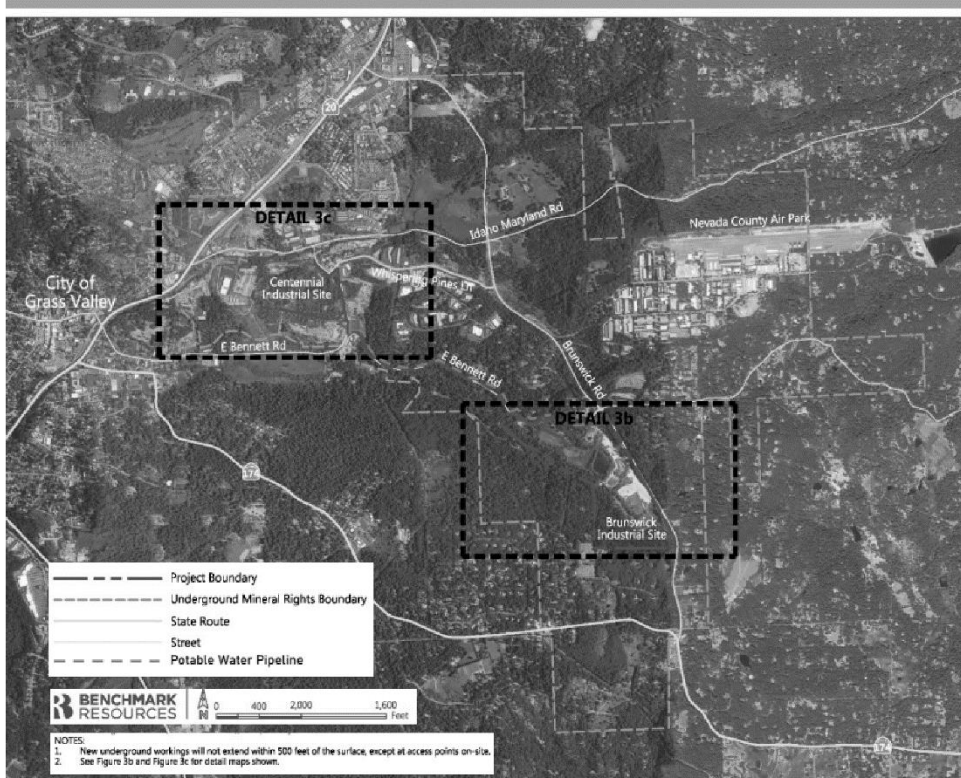 20
DETAIL 3c
Idaho Maryland Rd
Nevada County Air Park
City of
Grass Valley
Centennial
Industrial Site
Whispering Pines Ln
E Bennett Rd
E Bennett Rd
Brunswick Rd
DETAIL 3b
174
Brunswick
Industrial Site
Project Boundary
Underground Mineral Rights Boundary
State Route
Street
Potable Water Pipeline
BENCHMARK
RESOURCES
N
0 400 2,000 1,600
Feet
NOTES:
1. New underground workings will not extend within 500 feet of the surface, except at access points on-site.
2. See Figure 3b and Figure 3c for detail maps shown.
174